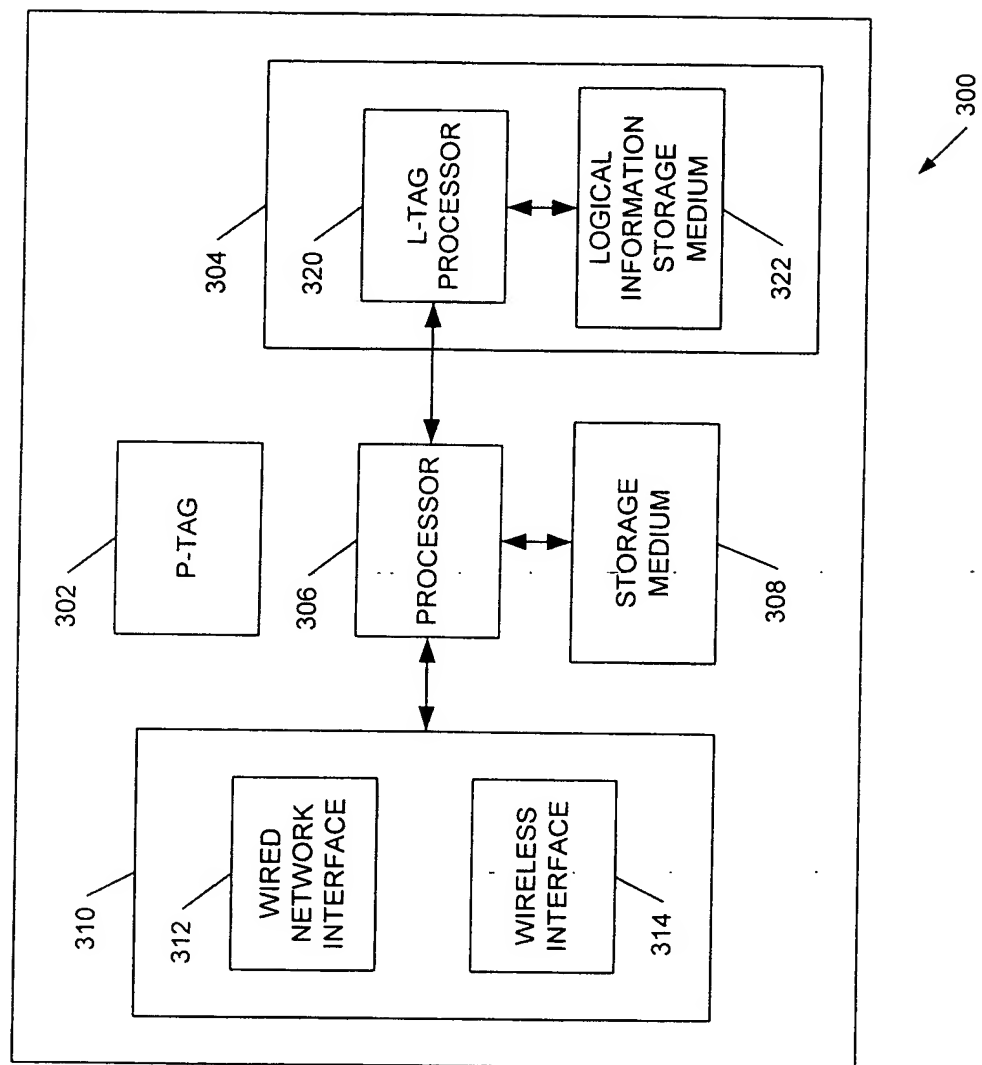 310
312
WIRED
NETWORK
INTERFACE
WIRELESS
INTERFACE
314
302
P-TAG
306
PROCESSOR
STORAGE
MEDIUM
308
304
320
L-TAG
PROCESSOR
LOGICAL
INFORMATION
STORAGE
MEDIUM
322
300